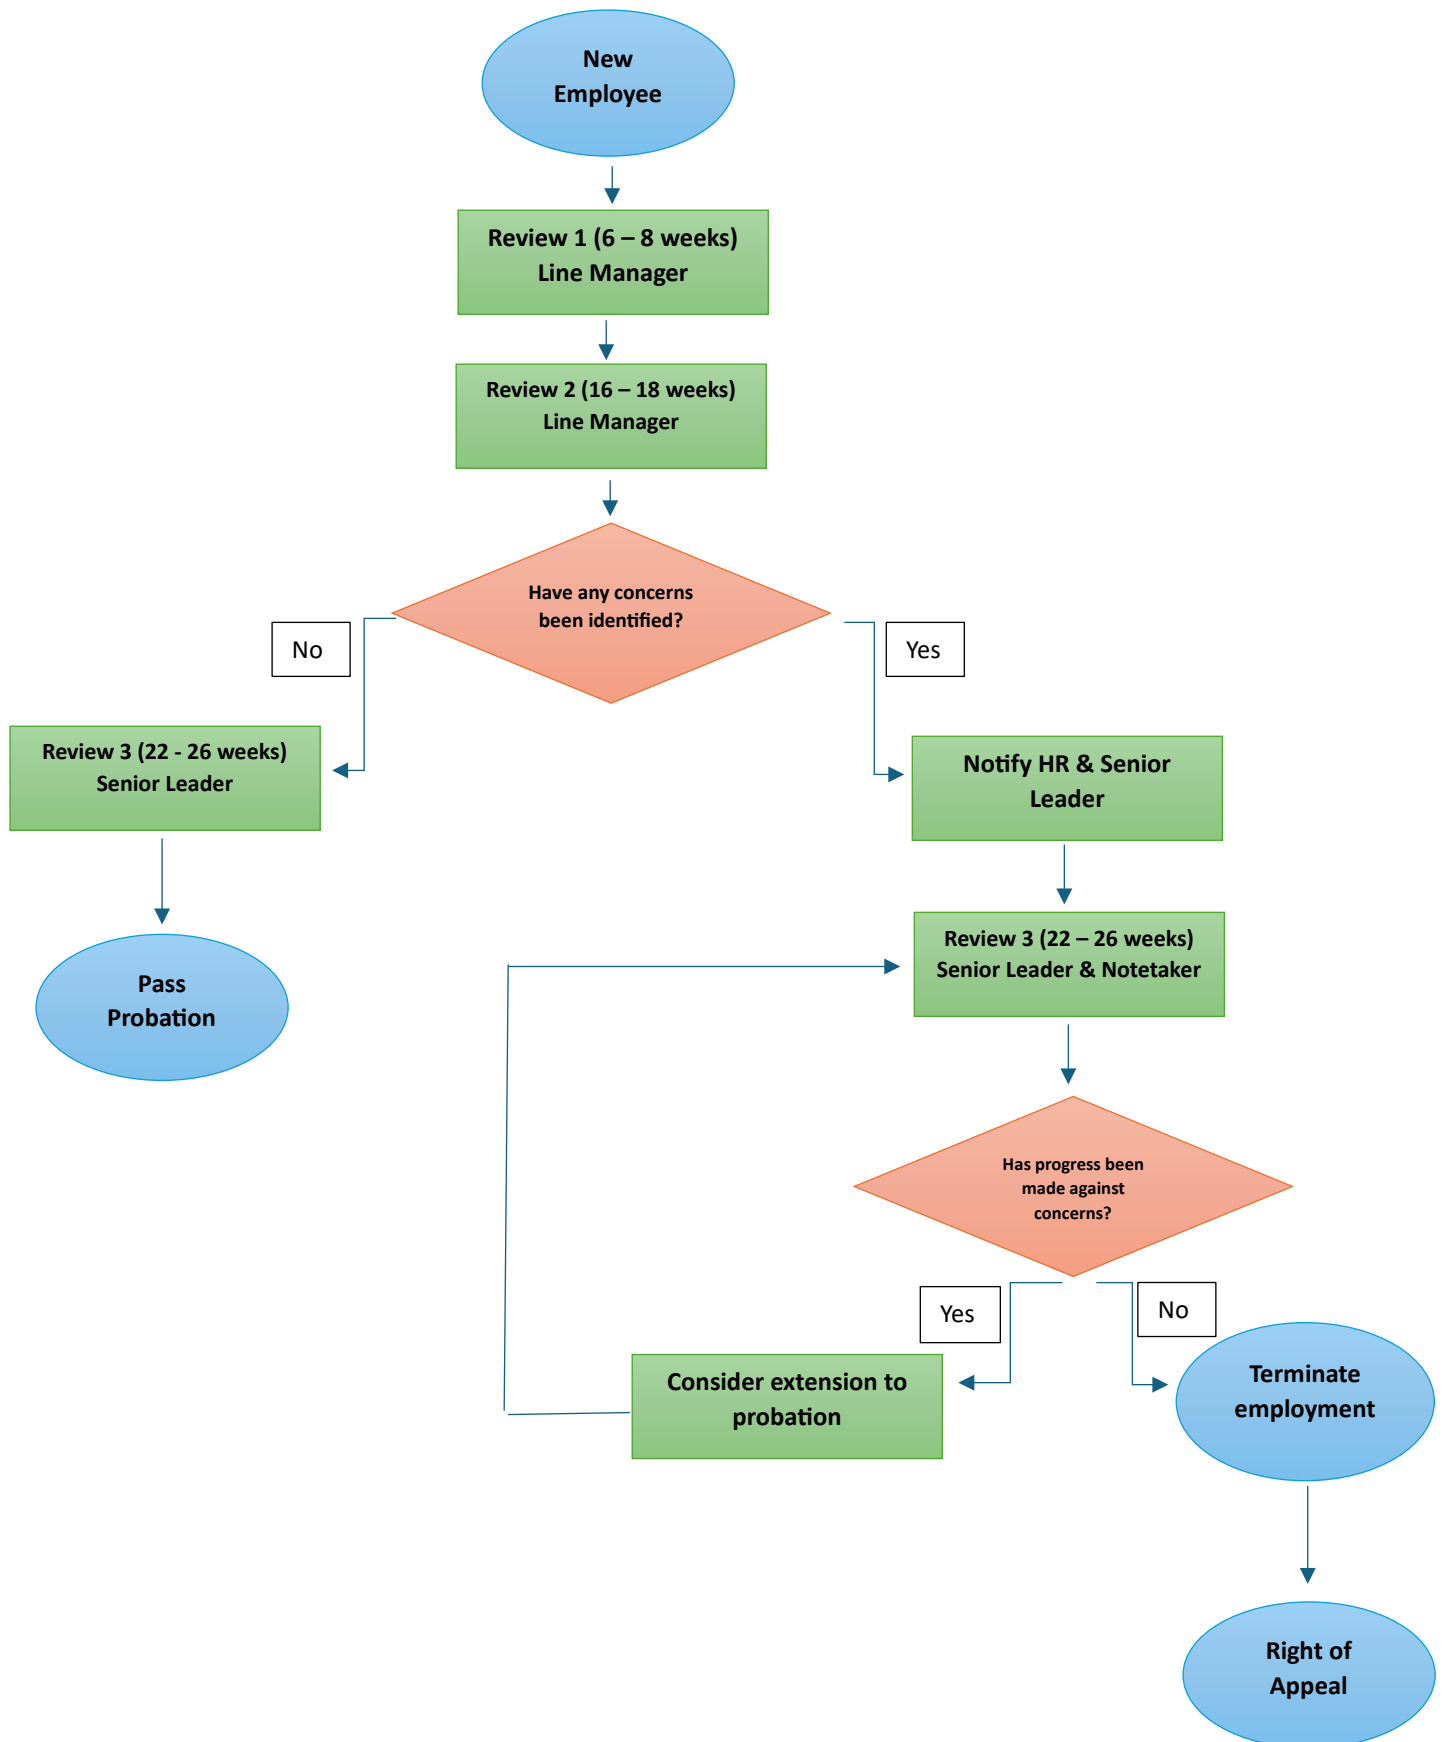 New
Employee
Review 1 (6 – 8 weeks)
Line Manager
Review 2 (16 – 18 weeks)
Line Manager
Have any concerns
been identified?
No
Yes
Review 3 (22 - 26 weeks)
Senior Leader
Notify HR & Senior
Leader
Pass
Probation
Review 3 (22 – 26 weeks)
Senior Leader & Notetaker
Has progress been
made against
concerns?
Yes
No
Consider extension to
probation
Terminate
employment
Right of
Appeal